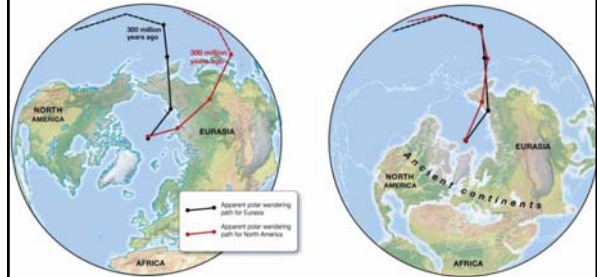 300 million
years ago
300 million
years ago
NORTH
AMERICA
EURASIA
Apparent polar wandering
path for Eurasia
Apparent polar wandering
path for North America
AFRICA
NORTH
AMERICA
EURASIA
Ancient continents
AFRICA